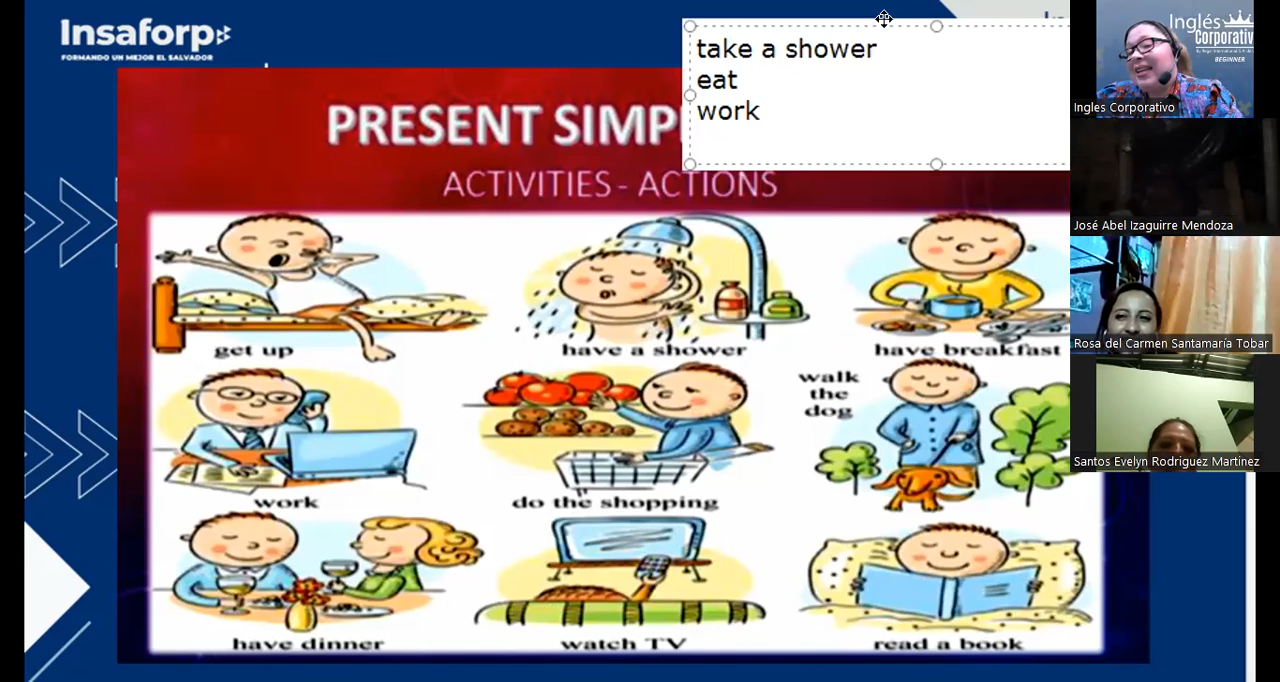 Insaforp
FORMANDO UN MEJOR EL SALVADOR
take a shower
eat
work
PRESENT SIMP
ACTIVITIES - ACTIONS
get up
have a shower
have breakfast
work
do the shopping
walk
the
dog
have dinner
watch TV
read a book
Inglés
Corporativ
BEGINNER
Ingles Corporativo
José Abel Izaguirre Mendoza
Rosa del Carmen Santamaría Tobar
Santos Evelyn Rodriguez Martinez